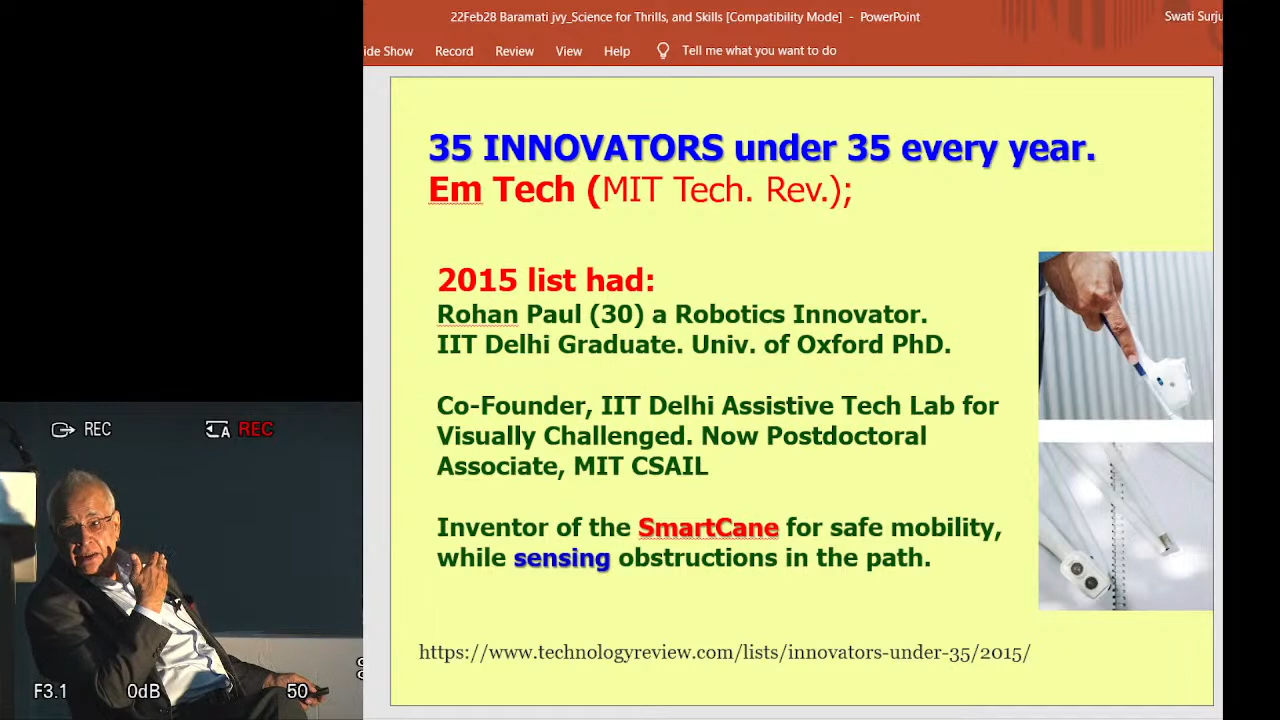 22Feb28 Baramati jvy_Science for Thrills, and Skills [Compatibility Mode] - PowerPoint
Swati Surju
ide Show Record Review View Help Tell me what you want to do
35 INNOVATORS under 35 every year.
Em Tech (MIT Tech. Rev.);
2015 list had:
Rohan Paul (30) a Robotics Innovator.
IIT Delhi Graduate. Univ. of Oxford PhD.
Co-Founder, IIT Delhi Assistive Tech Lab for
Visually Challenged. Now Postdoctoral
Associate, MIT CSAIL
Inventor of the SmartCane for safe mobility,
while sensing obstructions in the path.
https://www.technologyreview.com/lists/innovators-under-35/2015/
REC A REC
F3.1 0dB 50